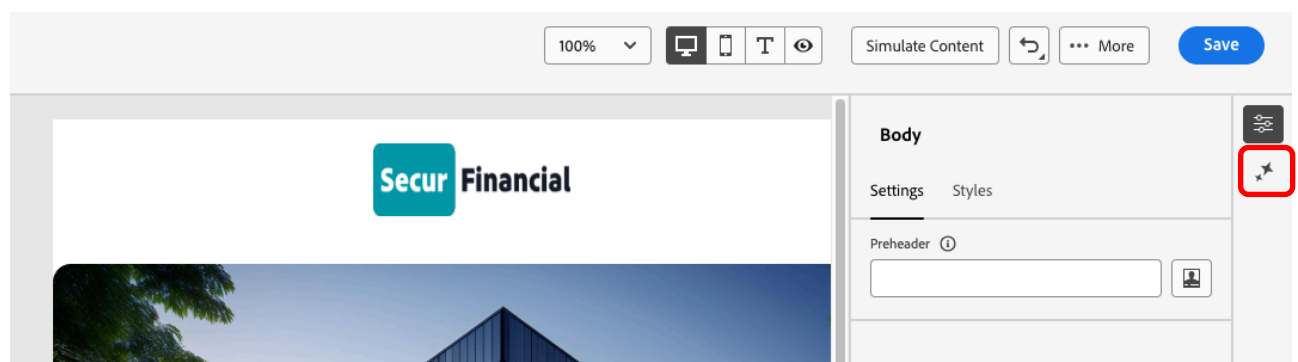 100%
T
Simulate Content
••• More
Save
Secur Financial
Body
Settings Styles
Preheader